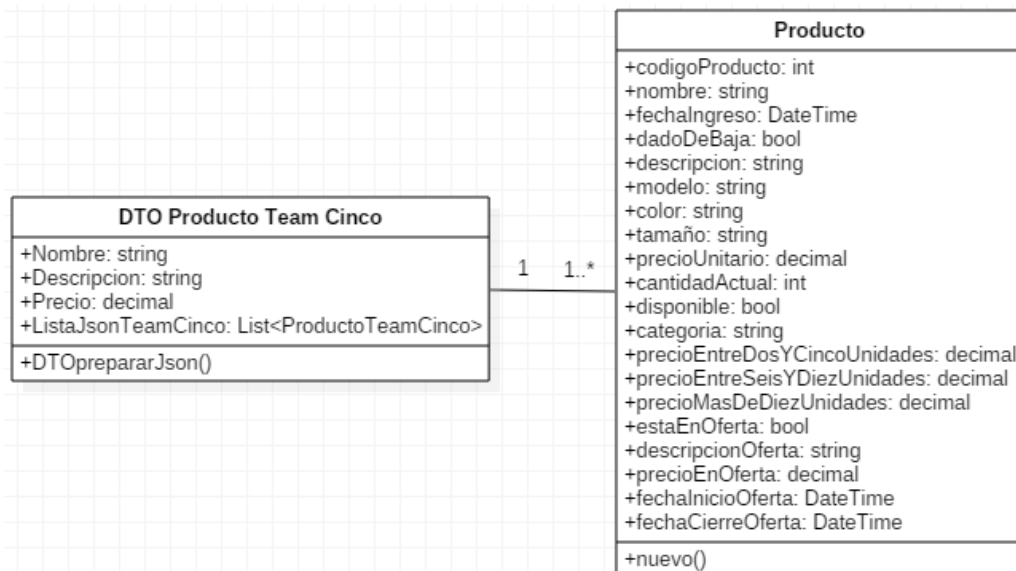 DTO Producto Team Cinco
+Nombre: string
+Descripcion: string
+Precio: decimal
+ListaJsonTeamCinco: List<ProductoTeamCinco>
+DTOprepararJson()
1
1..*
Producto
+codigoProducto: int
+nombre: string
+fechaIngreso: DateTime
+dadoDeBaja: bool
+descripcion: string
+modelo: string
+color: string
+tamaño: string
+precioUnitario: decimal
+cantidadActual: int
+disponible: bool
+categoria: string
+precioEntreDosYCincoUnidades: decimal
+precioEntreSeisYDiezUnidades: decimal
+precioMasDeDiezUnidades: decimal
+estaEnOferta: bool
+descripcionOferta: string
+precioEnOferta: decimal
+fechaInicioOferta: DateTime
+fechaCierreOferta: DateTime
+nuevo()